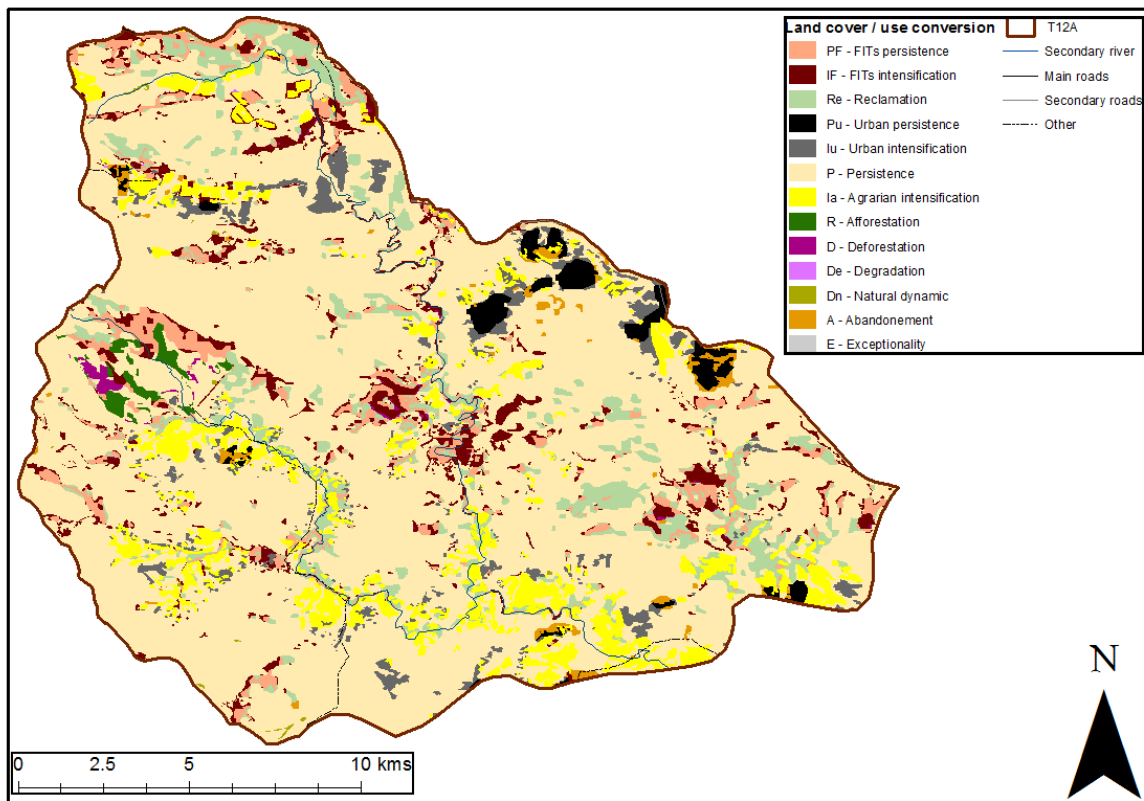 Land cover / use conversion
PF - FITs persistence
IF - FITs intensification
Re - Reclamation
Pu - Urban persistence
Iu - Urban intensification
P - Persistence
Ia - Agrarian intensification
R - Afforestation
D - Deforestation
De - Degradation
Dn - Natural dynamic
A - Abandonement
E - Exceptionality
T12A
Secondary river
Main roads
Secondary roads
Other
N
0 2.5 5 10 kms